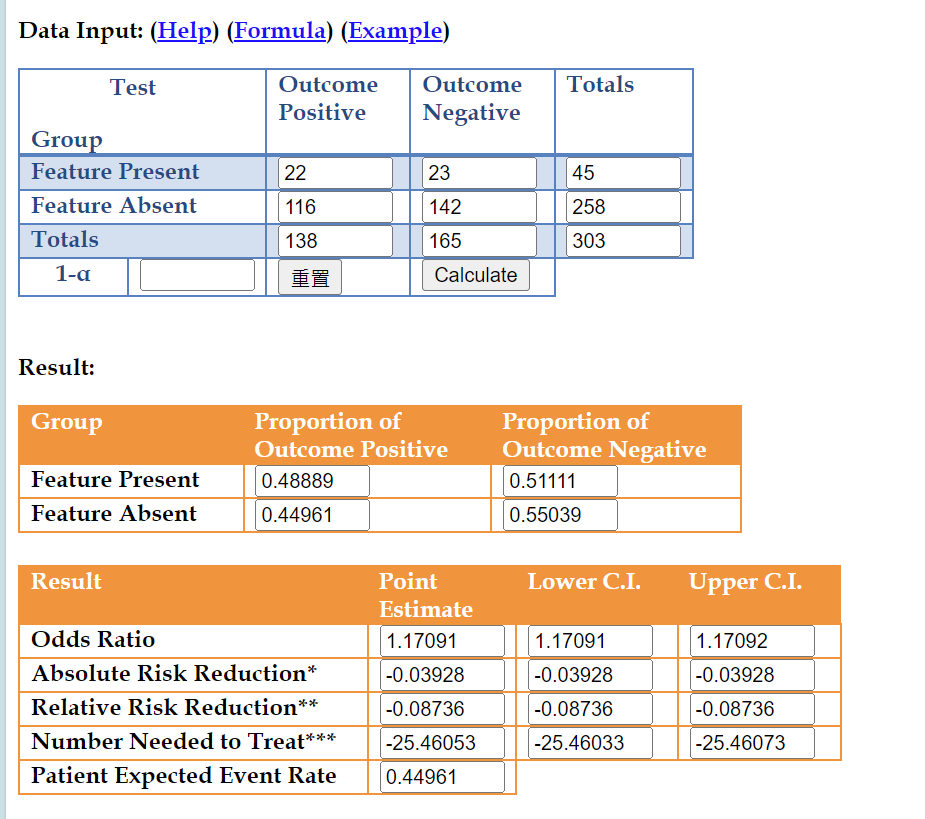 Data Input: (Help) (Formula) (Example)
Test
Group
Outcome Positive
Outcome Negative
Totals
Feature Present 22 23 45
Feature Absent 116 142 258
Totals 138 165 303
1-α 重置 Calculate
Result:
Group
Proportion of Outcome Positive
Proportion of Outcome Negative
Feature Present 0.48889 0.51111
Feature Absent 0.44961 0.55039
Result
Point Estimate
Lower C.I.
Upper C.I.
Odds Ratio 1.17091 1.17091 1.17092
Absolute Risk Reduction* -0.03928 -0.03928 -0.03928
Relative Risk Reduction** -0.08736 -0.08736 -0.08736
Number Needed to Treat*** -25.46053 -25.46033 -25.46073
Patient Expected Event Rate 0.44961